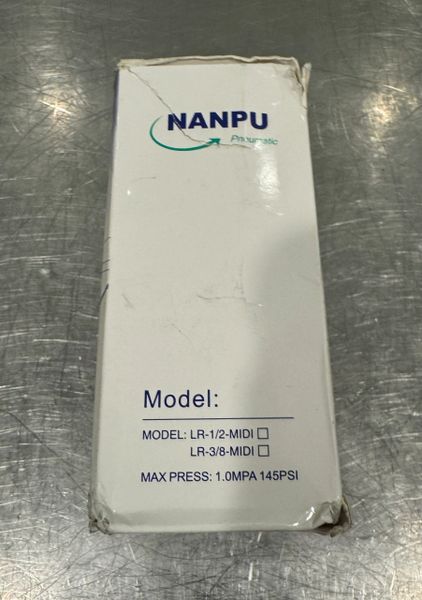 NANPU
Pneumatic
Model:
MODEL: LR-1/2-MIDI
LR-3/8-MIDI
MAX PRESS: 1.0MPA 145PSI